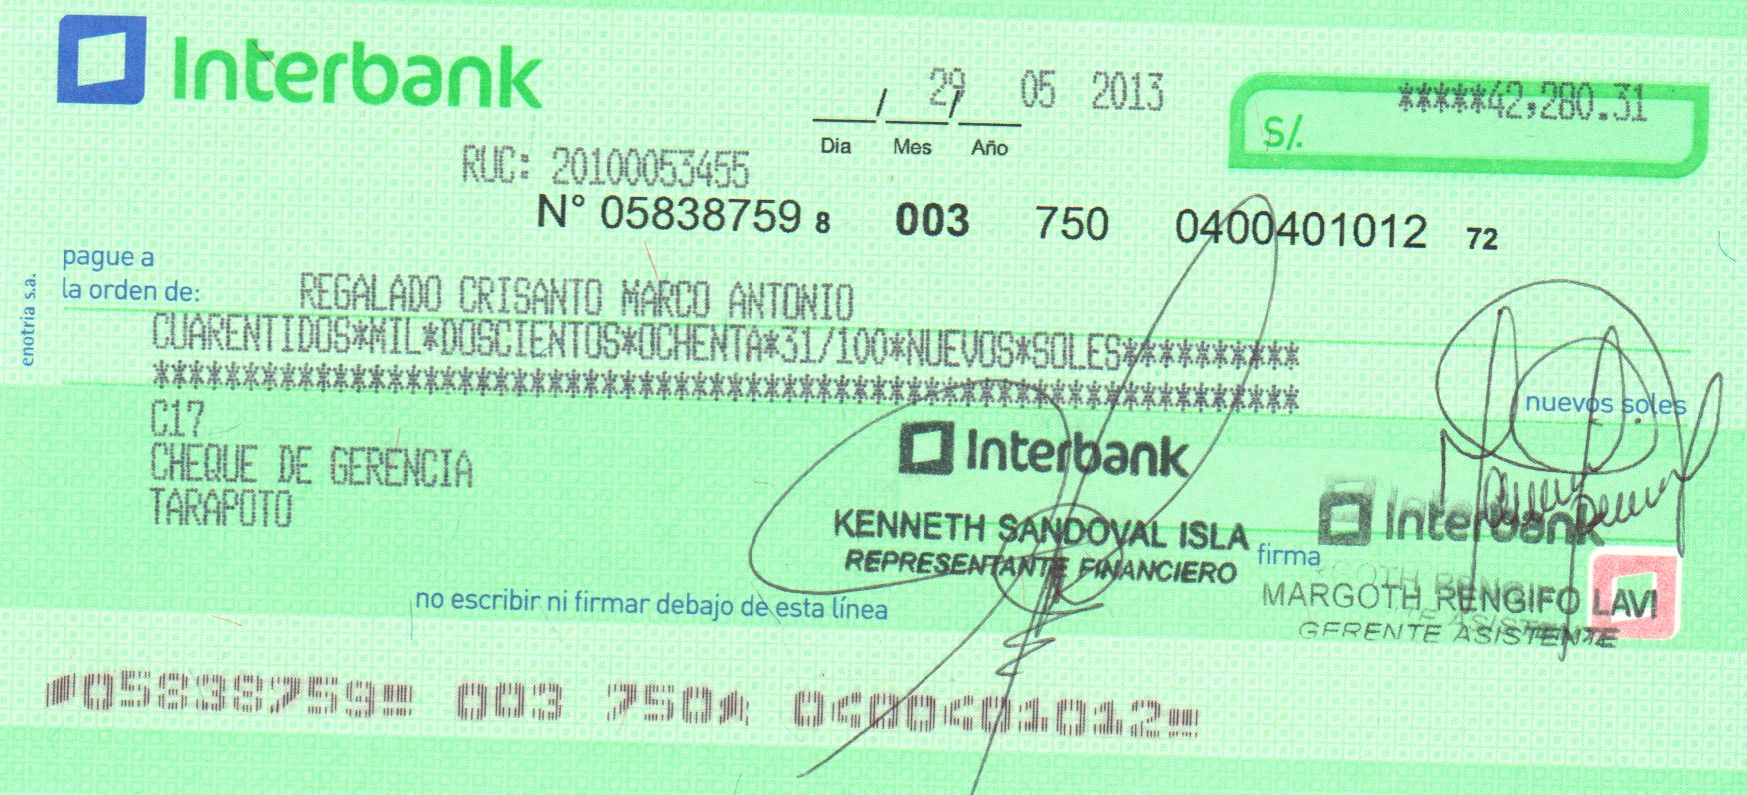 Interbank
29 05 2013
/ /
Dia Mes Año
S/. *****42,280.31
RUC: 20100053455
N° 05838759 8 003 750 0400401012 72
pague a
la orden de: REGALADO CRISANTO MARCO ANTONIO
CUARENTIDOS*MIL*DOSCIENTOS*OCHENTA*31/100*NUEVOS*SOLES**********
*****************************************************************
nuevos soles
C17
CHEQUE DE GERENCIA
TARAPOTO
Interbank
KENNETH SANDOVAL ISLA
REPRESENTANTE FINANCIERO
firma
Interbank
MARGOTH RENGIFO LAVI
GERENTE ASISTENTE
no escribir ni firmar debajo de esta línea
05838759 003 750 0400401012
enotria s.a.